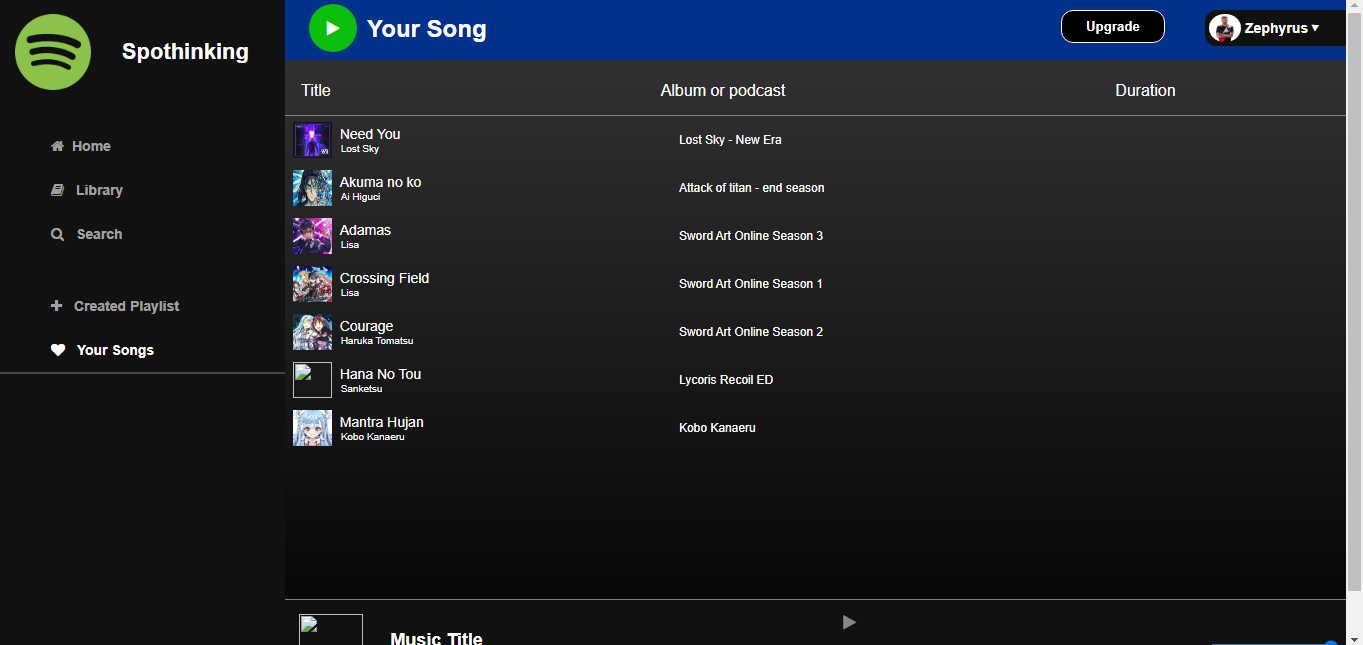 Spothinking
Home
Library
Search
Created Playlist
Your Songs
Your Song
Upgrade
Zephyrus ▾
Title Album or podcast Duration
Need You
Lost Sky
Lost Sky - New Era
Akuma no ko
Ai Higuci
Attack of titan - end season
Adamas
Lisa
Sword Art Online Season 3
Crossing Field
Lisa
Sword Art Online Season 1
Courage
Haruka Tomatsu
Sword Art Online Season 2
Hana No Tou
Sanketsu
Lycoris Recoil ED
Mantra Hujan
Kobo Kanaeru
Kobo Kanaeru
Music Title